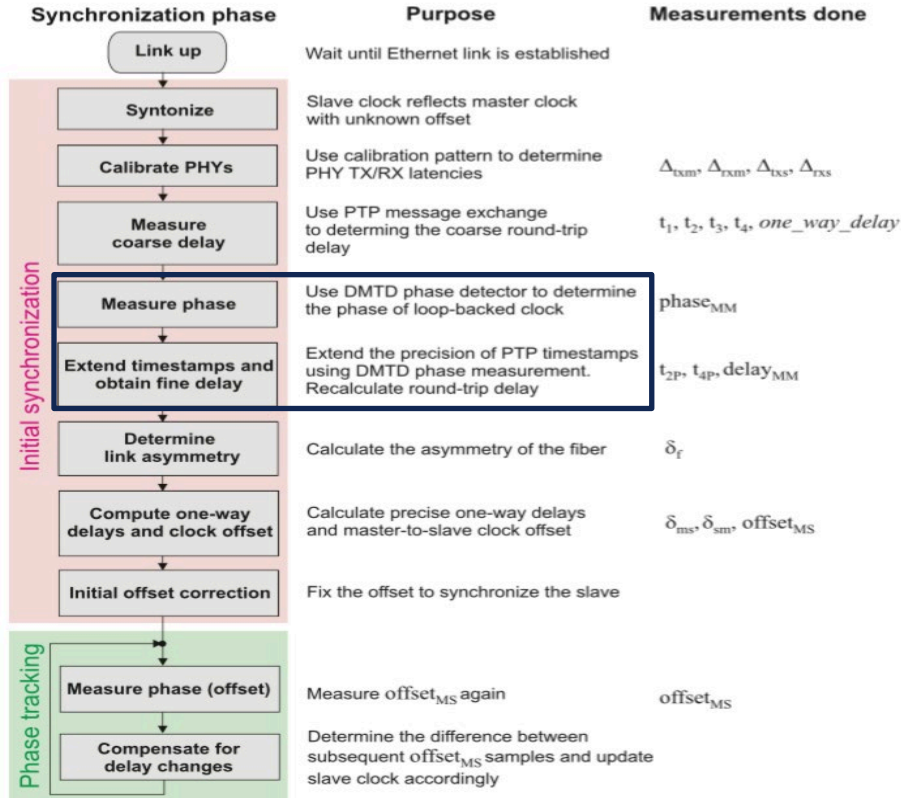 Synchronization phase
Purpose
Measurements done
Link up
Wait until Ethernet link is established
Initial synchronization
Syntonize
Slave clock reflects master clock
with unknown offset
Calibrate PHYs
Use calibration pattern to determine
PHY TX/RX latencies
Δtxm, Δrxm, Δtxs, Δrxs
Measure
coarse delay
Use PTP message exchange
to determing the coarse round-trip
delay
t1, t2, t3, t4, one_way_delay
Measure phase
Use DMTD phase detector to determine
the phase of loop-backed clock
phaseMM
Extend timestamps and
obtain fine delay
Extend the precision of PTP timestamps
using DMTD phase measurement.
Recalculate round-trip delay
t2P, t4P, delayMM
Determine
link asymmetry
Calculate the asymmetry of the fiber
δf
Compute one-way
delays and clock offset
Calculate precise one-way delays
and master-to-slave clock offset
δms, δsm, offsetMS
Initial offset correction
Fix the offset to synchronize the slave
Phase tracking
Measure phase (offset)
Measure offsetMS again
offsetMS
Compensate for
delay changes
Determine the difference between
subsequent offsetMS samples and update
slave clock accordingly